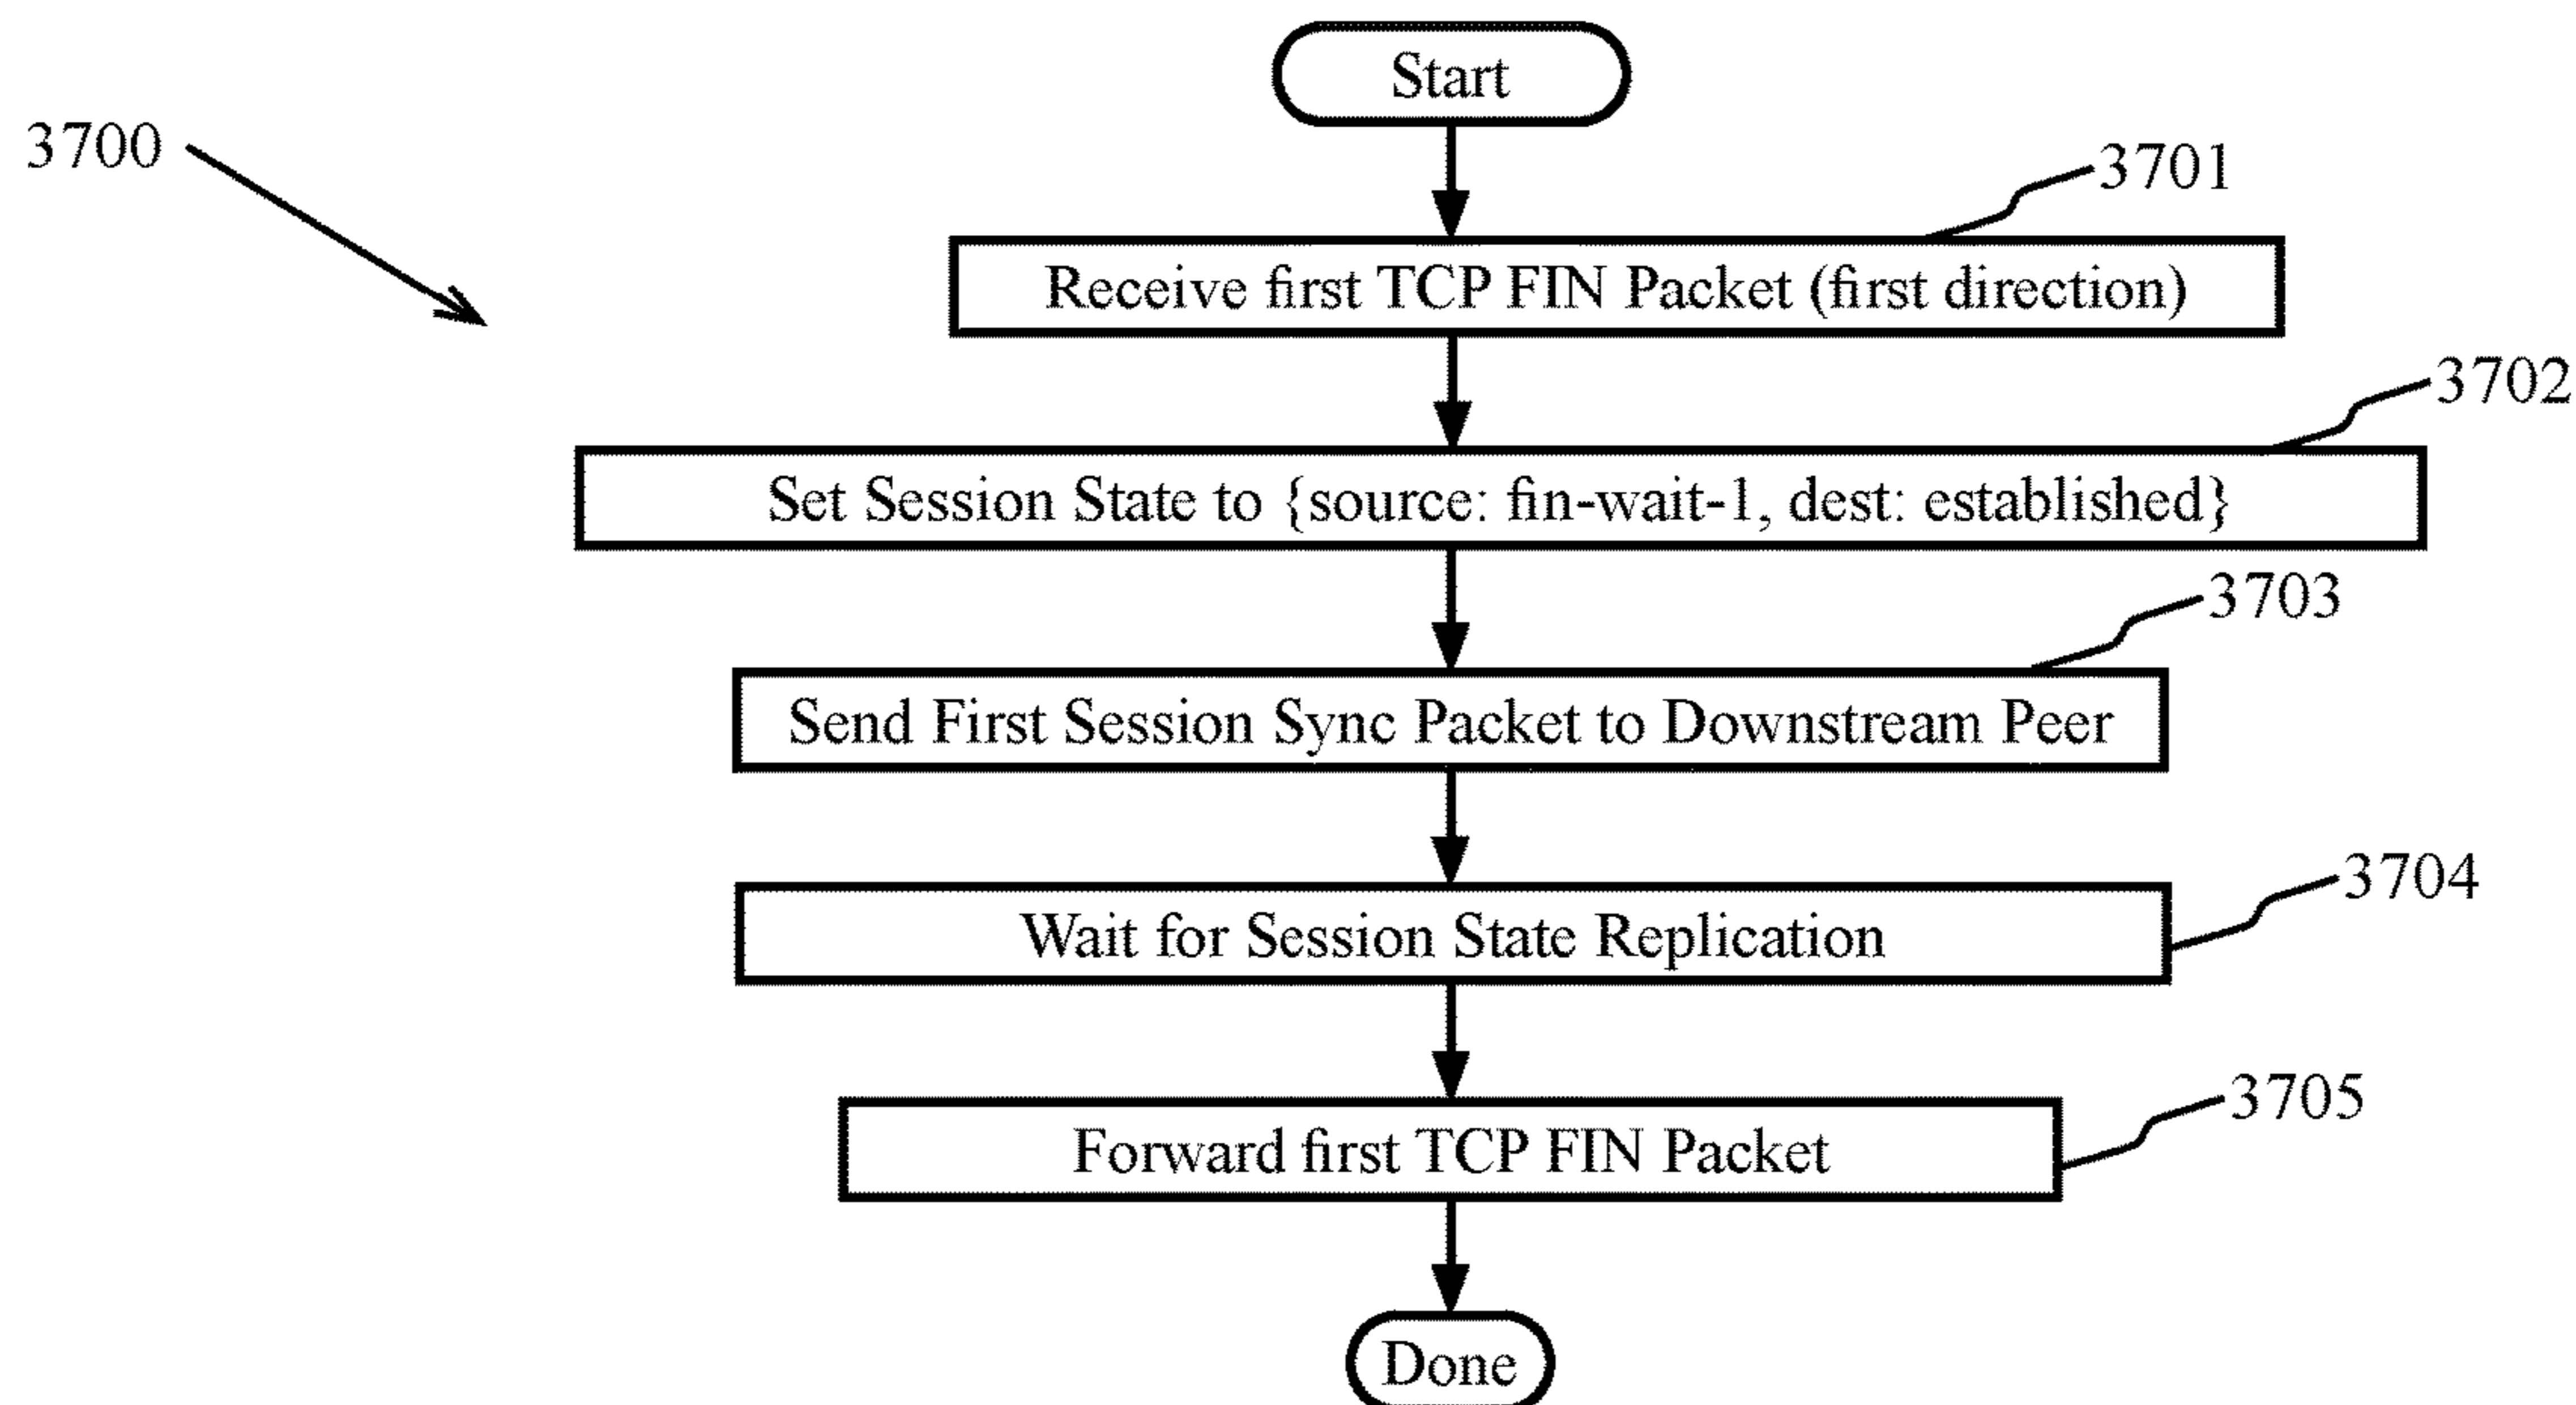 Start
3700
3701
Receive first TCP FIN Packet (first direction)
3702
Set Session State to {source: fin-wait-1, dest: established}
3703
Send First Session Sync Packet to Downstream Peer
3704
Wait for Session State Replication
3705
Forward first TCP FIN Packet
Done